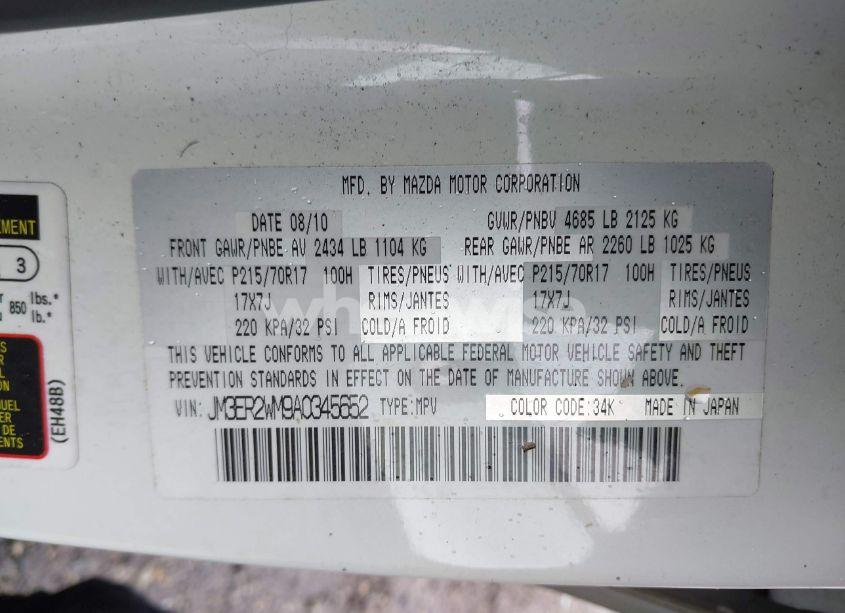 MFD. BY MAZDA MOTOR CORPORATION
DATE 08/10 GVWR/PNBV 4685 LB 2125 KG
FRONT GAWR/PNBE AV 2434 LB 1104 KG REAR GAWR/PNBE AR 2260 LB 1025 KG
WITH/AVEC P215/70R17 100H TIRES/PNEUS WITH/AVEC P215/70R17 100H TIRES/PNEUS
17X7J RIMS/JANTES 17X7J RIMS/JANTES
220 KPA/32 PSI COLD/A FROID 220 KPA/32 PSI COLD/A FROID
THIS VEHICLE CONFORMS TO ALL APPLICABLE FEDERAL MOTOR VEHICLE SAFETY AND THEFT
PREVENTION STANDARDS IN EFFECT ON THE DATE OF MANUFACTURE SHOWN ABOVE.
VIN: JM3ER2WM9A0345652 TYPE: MPV COLOR CODE: 34K MADE IN JAPAN
EMENT
3
850 lbs.*
lb.*
(EH48B)